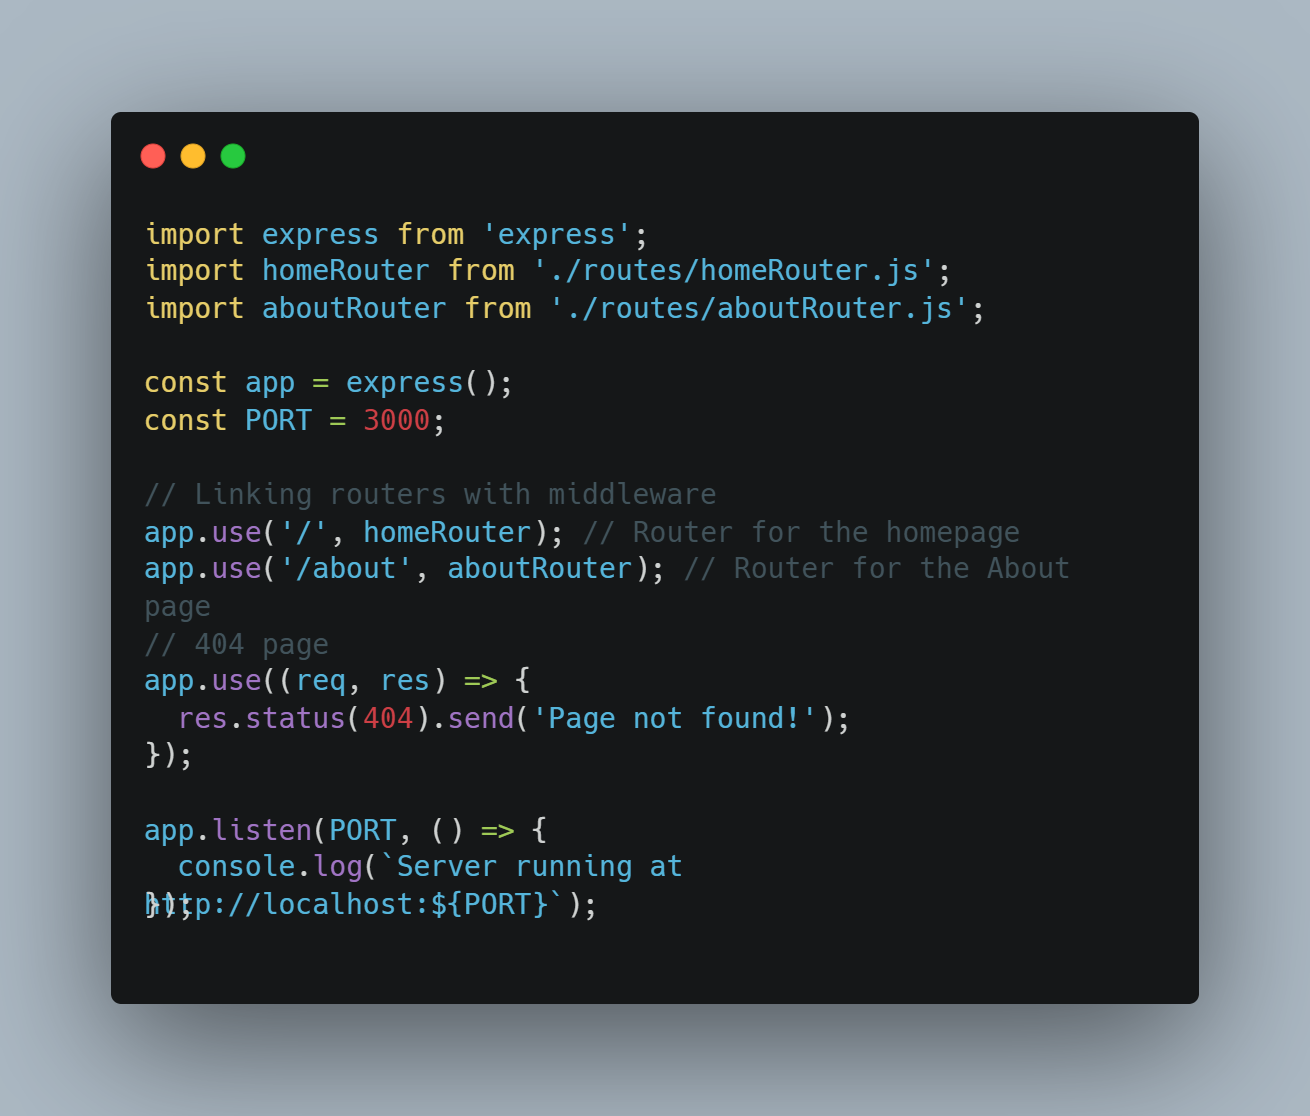 import express from 'express';
import homeRouter from './routes/homeRouter.js';
import aboutRouter from './routes/aboutRouter.js';

const app = express();
const PORT = 3000;

// Linking routers with middleware
app.use('/', homeRouter); // Router for the homepage
app.use('/about', aboutRouter); // Router for the About
page
// 404 page
app.use((req, res) => {
  res.status(404).send('Page not found!');
});

app.listen(PORT, () => {
  console.log(`Server running at
http://localhost:${PORT}`);
});